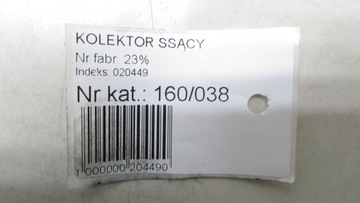 KOLEKTOR SSĄCY
Nr fabr. 23%
Indeks: 020449
Nr kat.: 160/038
1 000000 204490